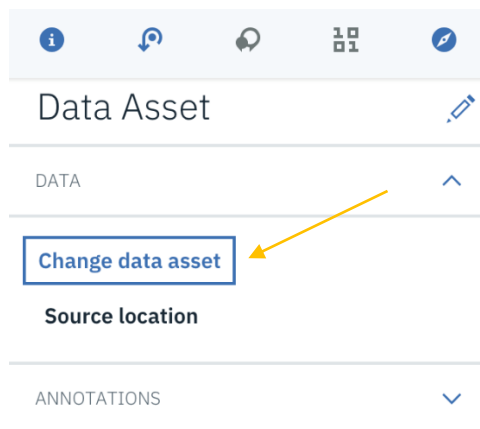 Data Asset
DATA
Change data asset
Source location
ANNOTATIONS